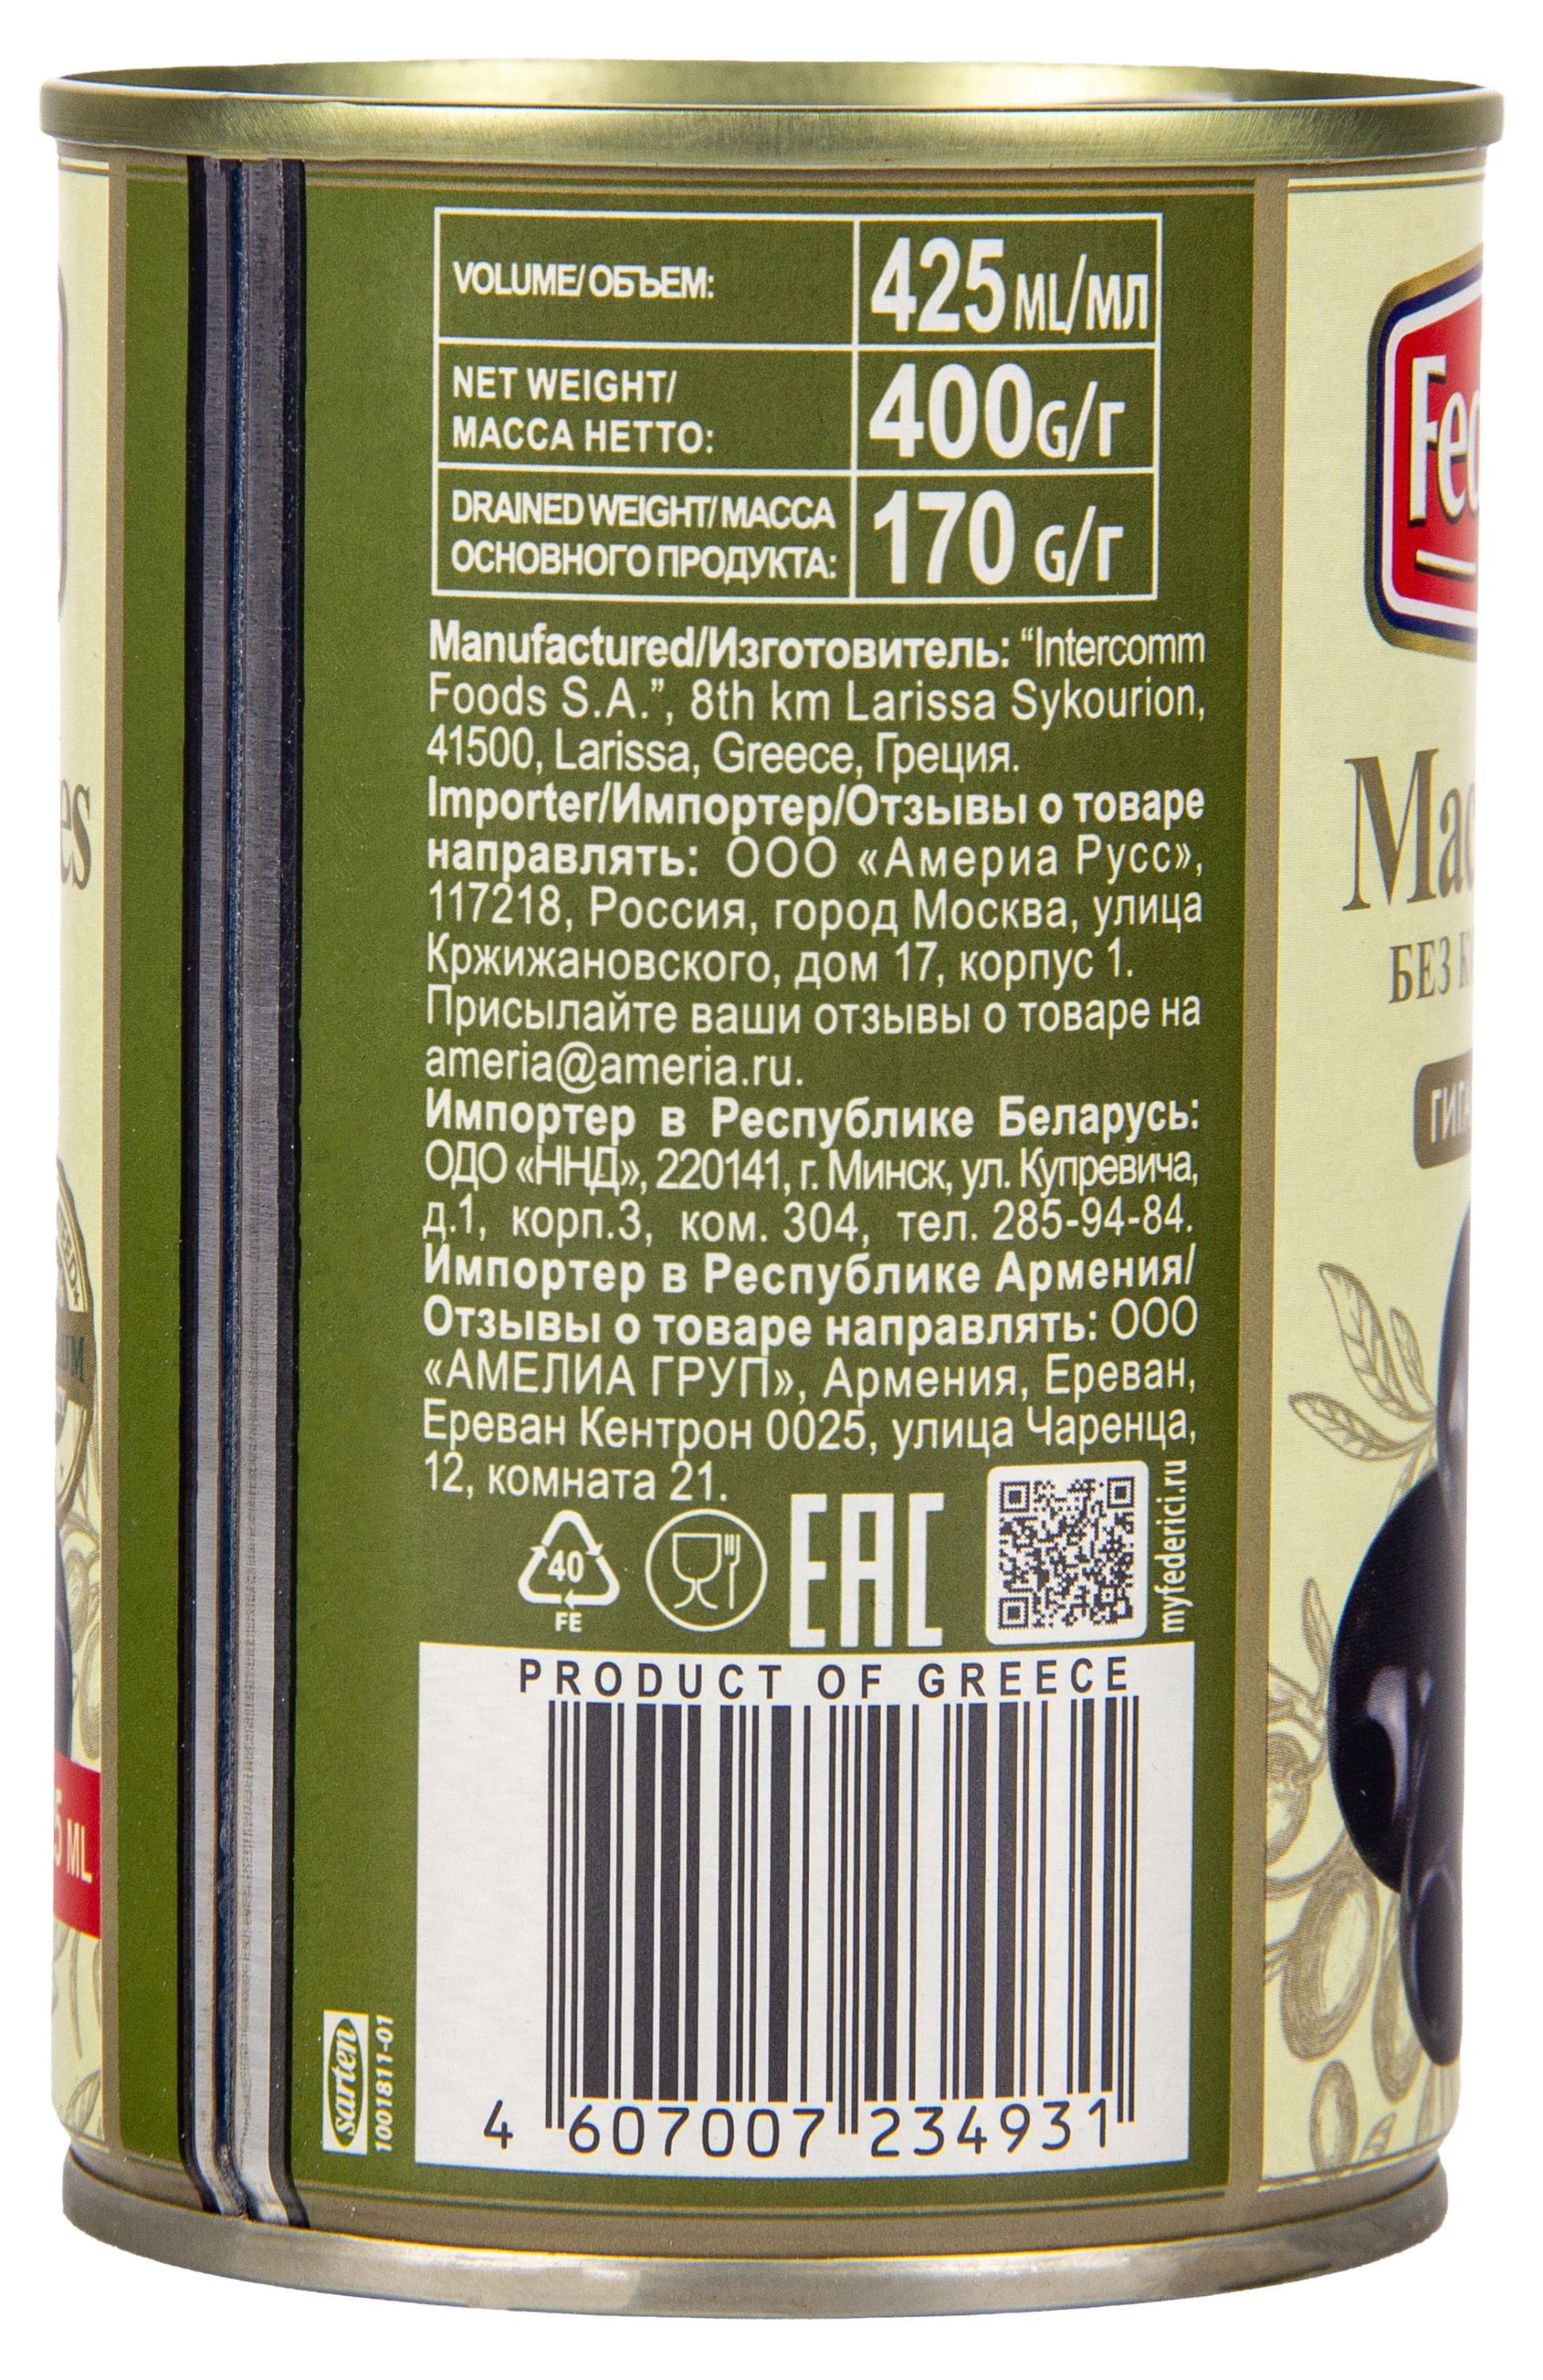 VOLUME/ ОБЪЕМ: 425 ML/МЛ
NET WEIGHT/
МАССА НЕТТО: 400G/Г
DRAINED WEIGHT/ МАССА
ОСНОВНОГО ПРОДУКТА: 170 G/Г
Manufactured/Изготовитель: “Intercomm
Foods S.A.”, 8th km Larissa Sykourion,
41500, Larissa, Greece, Греция.
Importer/Импортер/Отзывы о товаре
направлять: ООО «Америа Русс»,
117218, Россия, город Москва, улица
Кржижановского, дом 17, корпус 1.
Присылайте ваши отзывы о товаре на
ameria@ameria.ru.
Импортер в Республике Беларусь:
ОДО «ННД», 220141, г. Минск, ул. Купревича,
д.1, корп.3, ком. 304, тел. 285-94-84.
Импортер в Республике Армения/
Отзывы о товаре направлять: ООО
«АМЕЛИА ГРУП», Армения, Ереван,
Ереван Кентрон 0025, улица Чаренца,
12, комната 21.
40
FE
EAC
myfederici.ru
PRODUCT OF GREECE
4 607007 234931
sarten
1001811-01
БЕЗ
ML